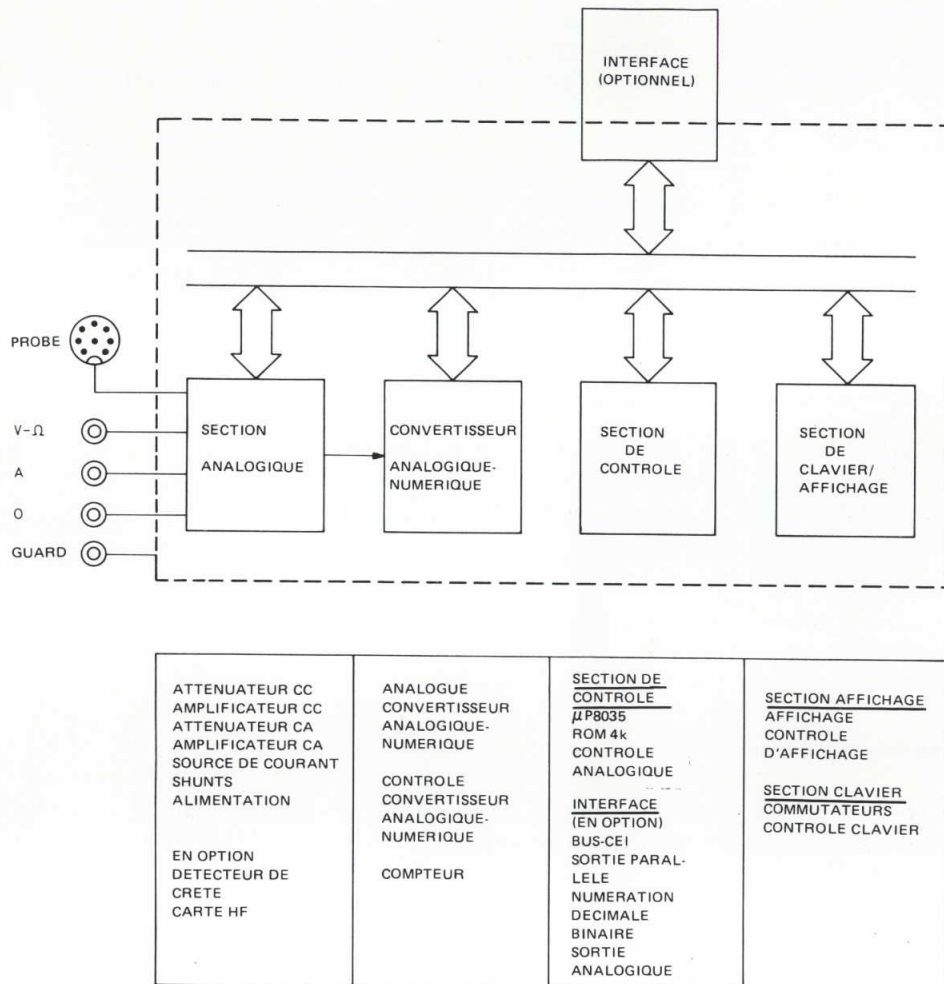 INTERFACE
(OPTIONNEL)
PROBE
V-Ω
A
O
GUARD
SECTION
ANALOGIQUE
CONVERTISSEUR
ANALOGIQUE-
NUMERIQUE
SECTION
DE
CONTROLE
SECTION
DE
CLAVIER/
AFFICHAGE
ATTENUATEUR CC
AMPLIFICATEUR CC
ATTENUATEUR CA
AMPLIFICATEUR CA
SOURCE DE COURANT
SHUNTS
ALIMENTATION
EN OPTION
DETECTEUR DE
CRETE
CARTE HF
ANALOGUE
CONVERTISSEUR
ANALOGIQUE-
NUMERIQUE
CONTROLE
CONVERTISSEUR
ANALOGIQUE-
NUMERIQUE
COMPTEUR
SECTION DE
CONTROLE
μP8035
ROM 4k
CONTROLE
ANALOGIQUE
INTERFACE
(EN OPTION)
BUS-CEI
SORTIE PARAL-
LELE
NUMERATION
DECIMALE
BINAIRE
SORTIE
ANALOGIQUE
SECTION AFFICHAGE
AFFICHAGE
CONTROLE
D'AFFICHAGE
SECTION CLAVIER
COMMUTATEURS
CONTROLE CLAVIER